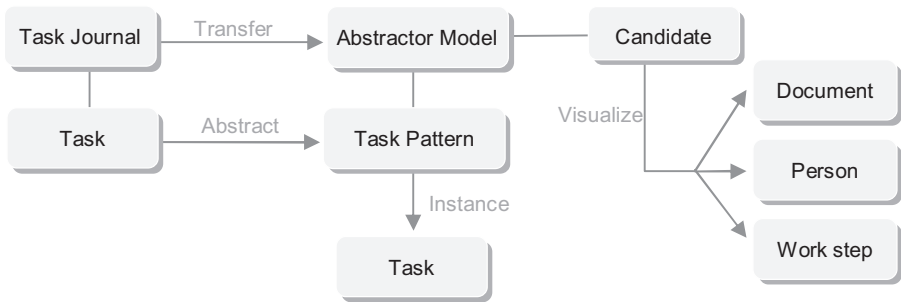 Task Journal
Transfer
Abstractor Model
Candidate
Document
Visualize
Task
Abstract
Task Pattern
Person
Instance
Work step
Task